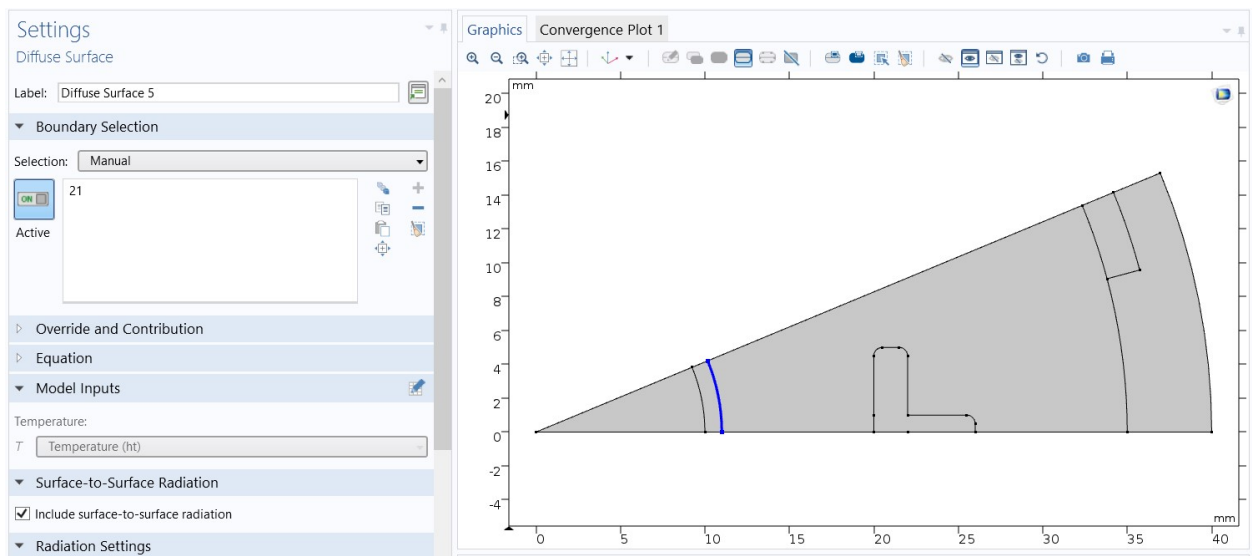 Settings
Diffuse Surface
Label: Diffuse Surface 5
Boundary Selection
Selection: Manual
ON
Active
21
Override and Contribution
Equation
Model Inputs
Temperature:
T Temperature (ht)
Surface-to-Surface Radiation
Include surface-to-surface radiation
Radiation Settings
Graphics Convergence Plot 1
mm
20
18
16
14
12
10
8
6
4
2
0
-2
-4
mm
0 5 10 15 20 25 30 35 40